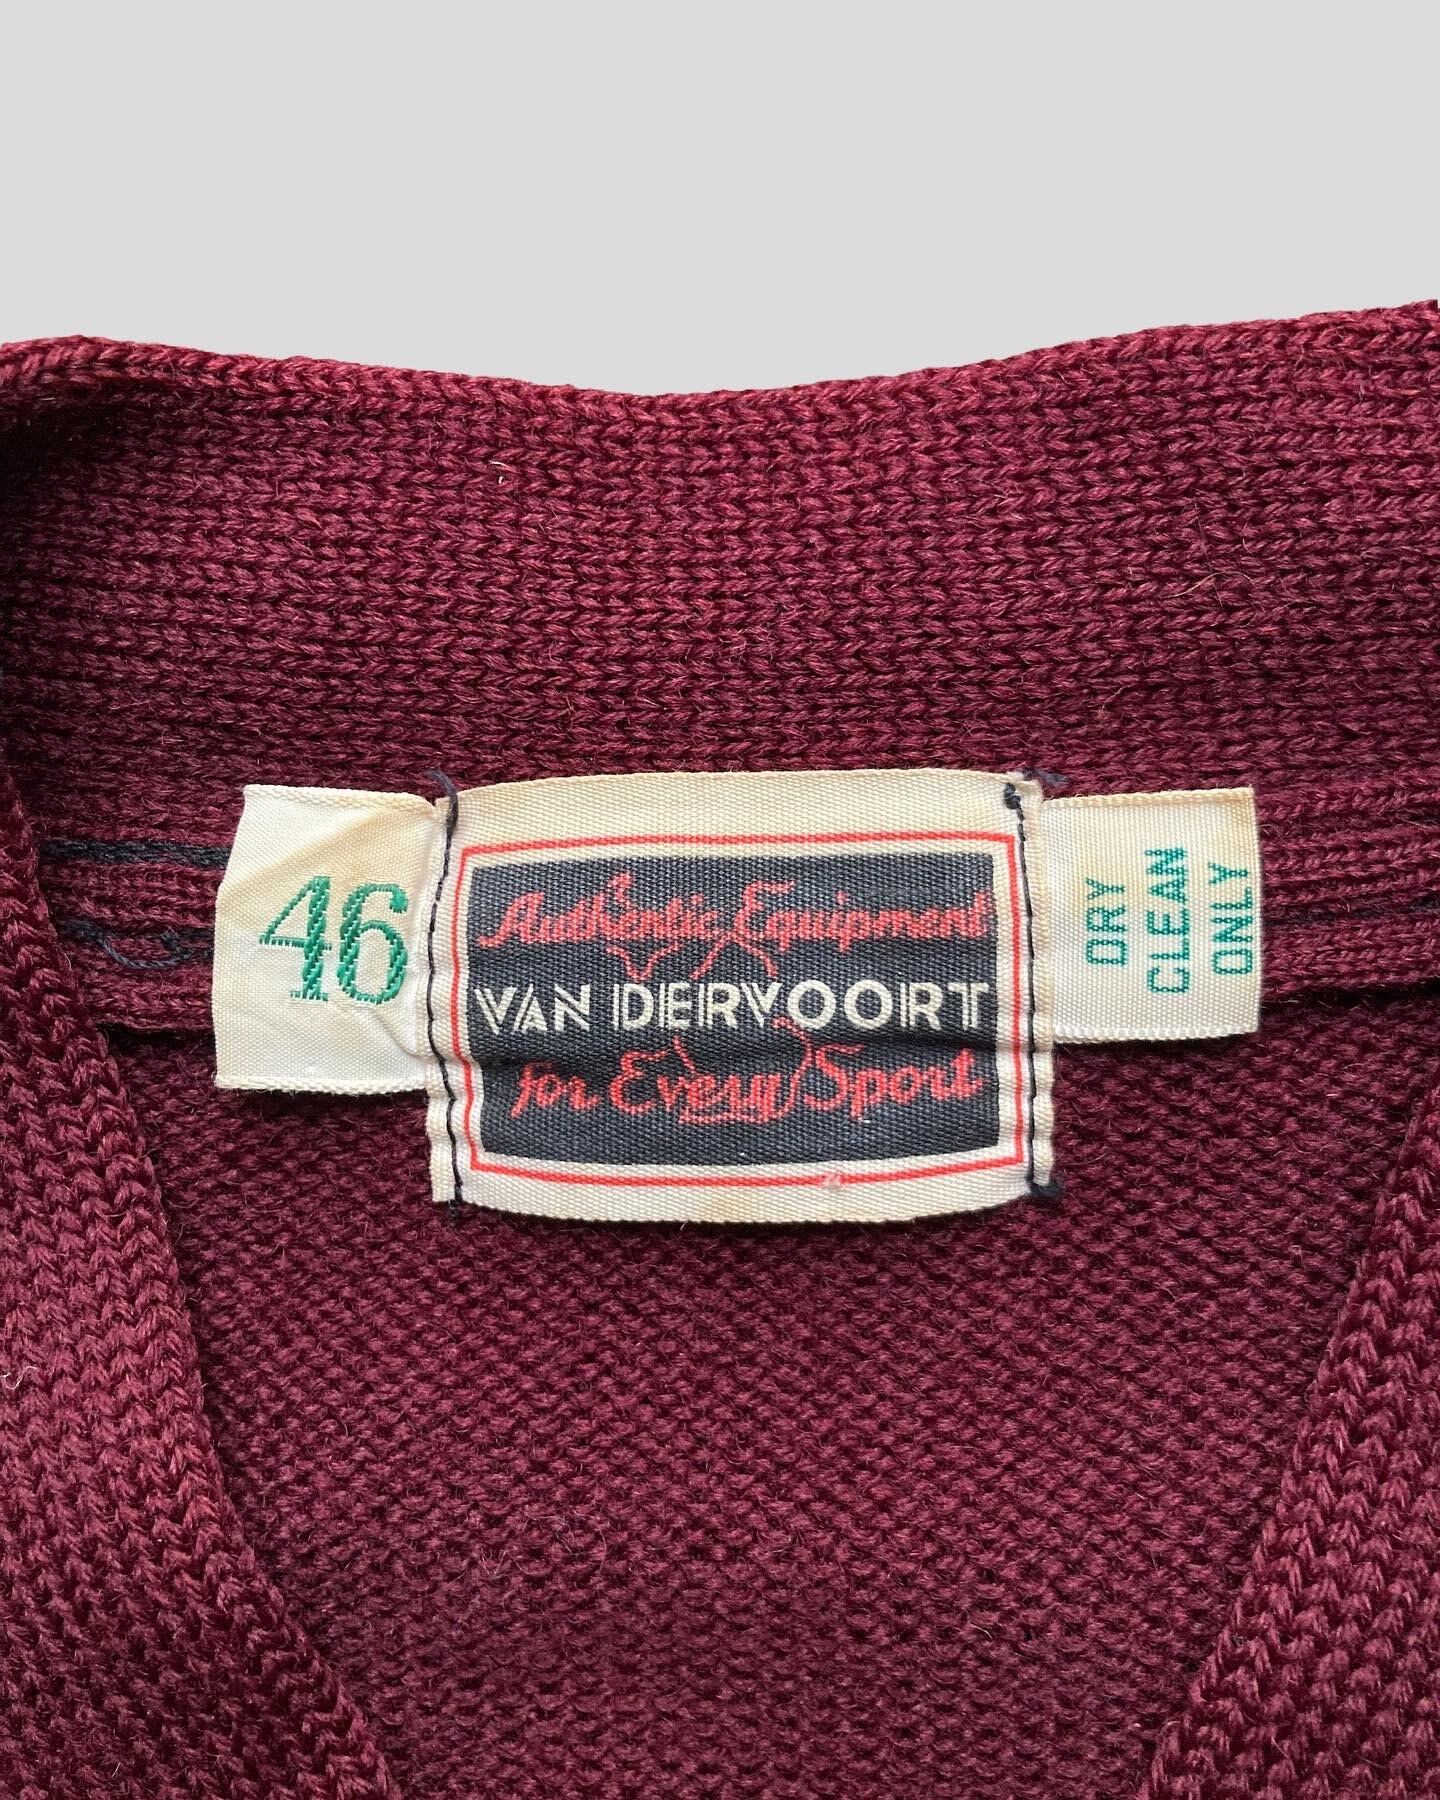 46
Authentic Equipment
VAN DERVOORT
for Every Sport
DRY
CLEAN
ONLY